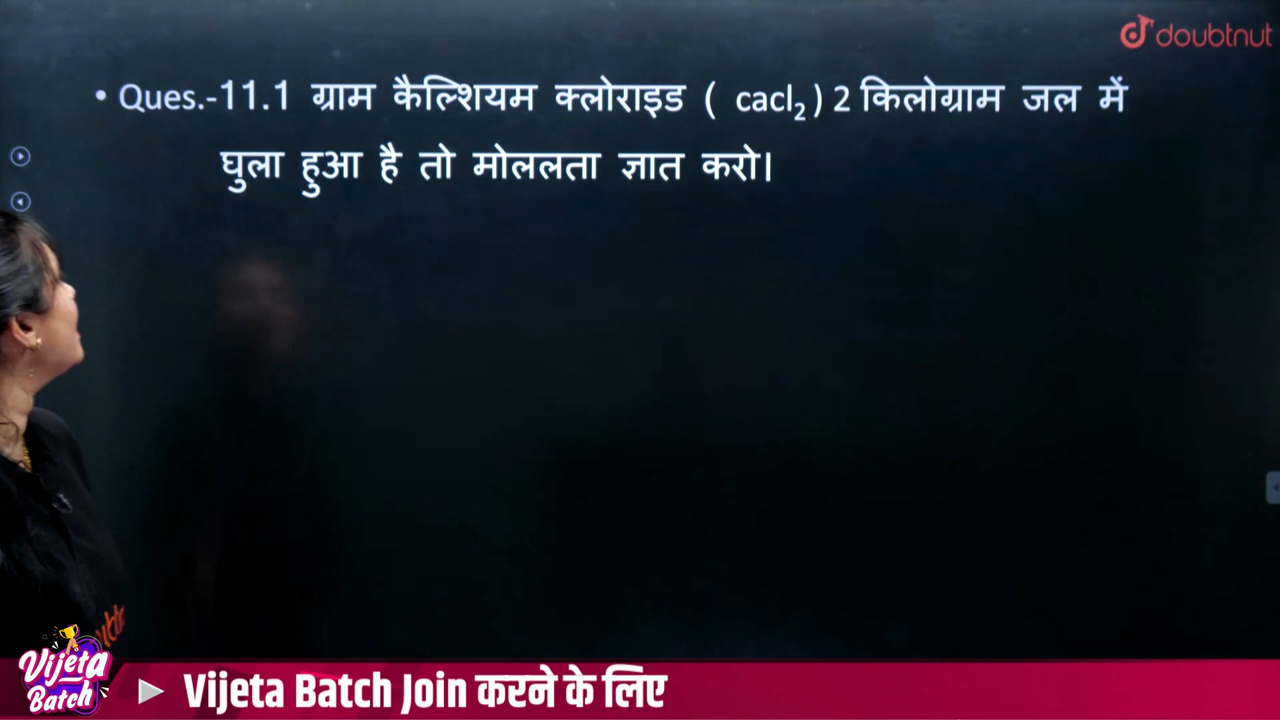 doubtnut
• Ques.-11.1 ग्राम कैल्शियम क्लोराइड ( cacl₂ ) 2 किलोग्राम जल में
घुला हुआ है तो मोललता ज्ञात करो।
Vijeta
Batch
Vijeta Batch Join करने के लिए